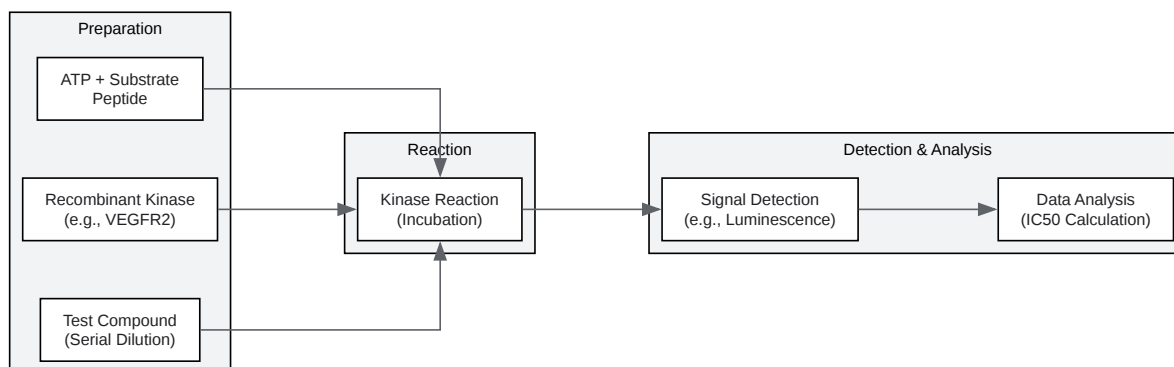 Preparation
ATP + Substrate
Peptide
Recombinant Kinase
(e.g., VEGFR2)
Test Compound
(Serial Dilution)
Reaction
Kinase Reaction
(Incubation)
Detection & Analysis
Signal Detection
(e.g., Luminescence)
Data Analysis
(IC50 Calculation)